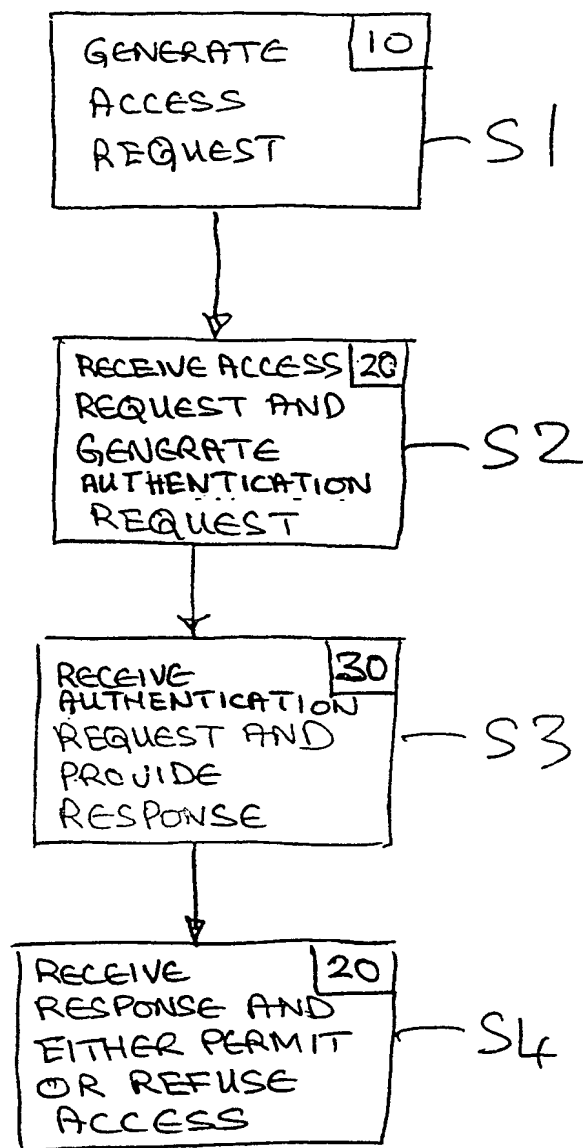 GENERATE 10
ACCESS
REQUEST
S1
RECEIVE ACCESS 20
REQUEST AND
GENERATE
AUTHENTICATION
REQUEST
S2
RECEIVE 30
AUTHENTICATION
REQUEST AND
PROVIDE
RESPONSE
S3
RECEIVE 20
RESPONSE AND
EITHER PERMIT
OR REFUSE
ACCESS
S4